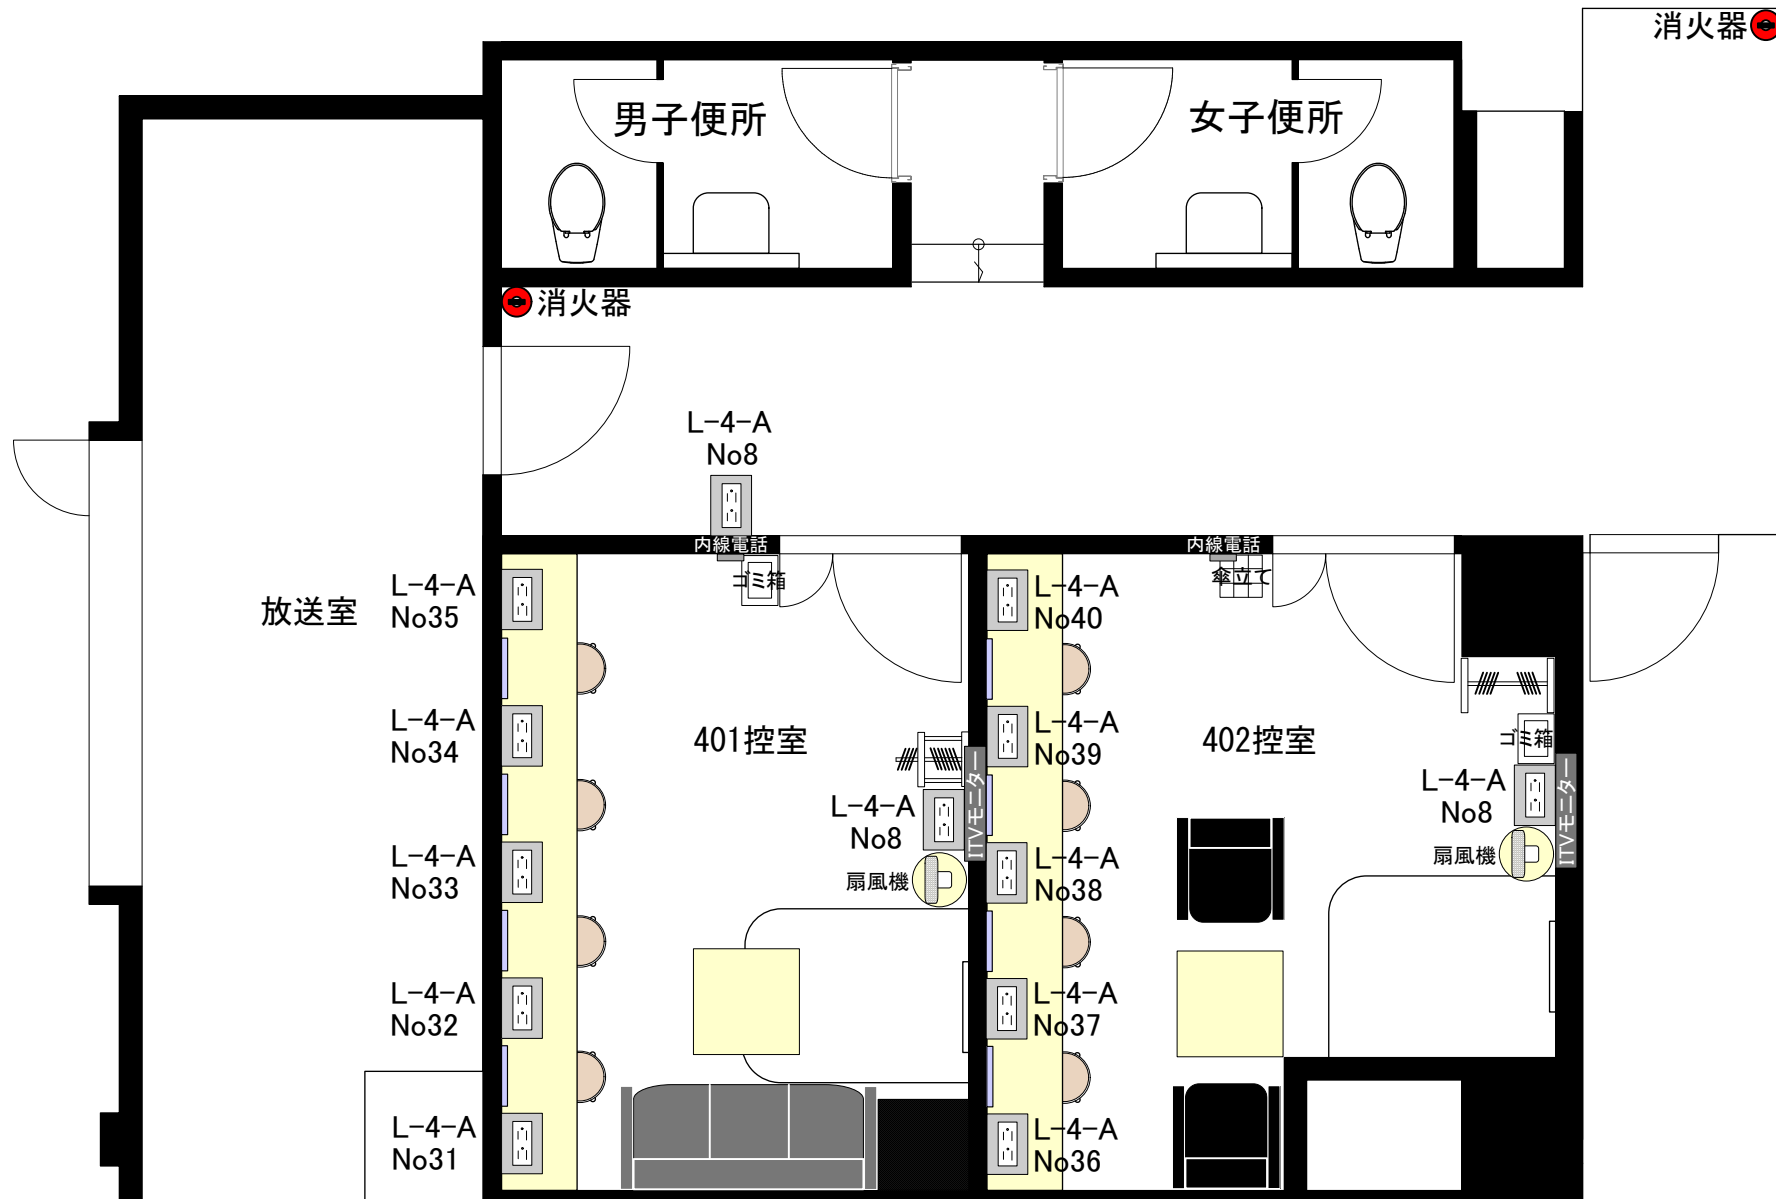 消火器
男子便所
女子便所
消火器
L-4-A
No8
内線電話
内線電話
ゴミ箱
傘立て
放送室
L-4-A
No35
L-4-A
No40
L-4-A
No34
401控室
L-4-A
No39
402控室
ゴミ箱
ITVモニター
ITVモニター
L-4-A
No8
L-4-A
No8
扇風機
扇風機
L-4-A
No33
L-4-A
No38
L-4-A
No32
L-4-A
No37
L-4-A
No31
L-4-A
No36